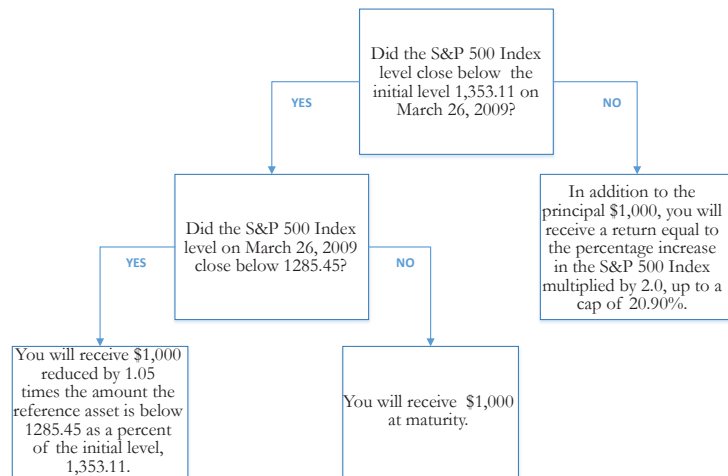 Did the S&P 500 Index
level close below the
initial level 1,353.11 on
March 26, 2009?
YES
NO
Did the S&P 500 Index
level on March 26, 2009
close below 1285.45?
In addition to the
principal $1,000, you will
receive a return equal to
the percentage increase
in the S&P 500 Index
multiplied by 2.0, up to a
cap of 20.90%.
YES
NO
You will receive $1,000
reduced by 1.05
times the amount the
reference asset is below
1285.45 as a percent
of the initial level,
1,353.11.
You will receive $1,000
at maturity.